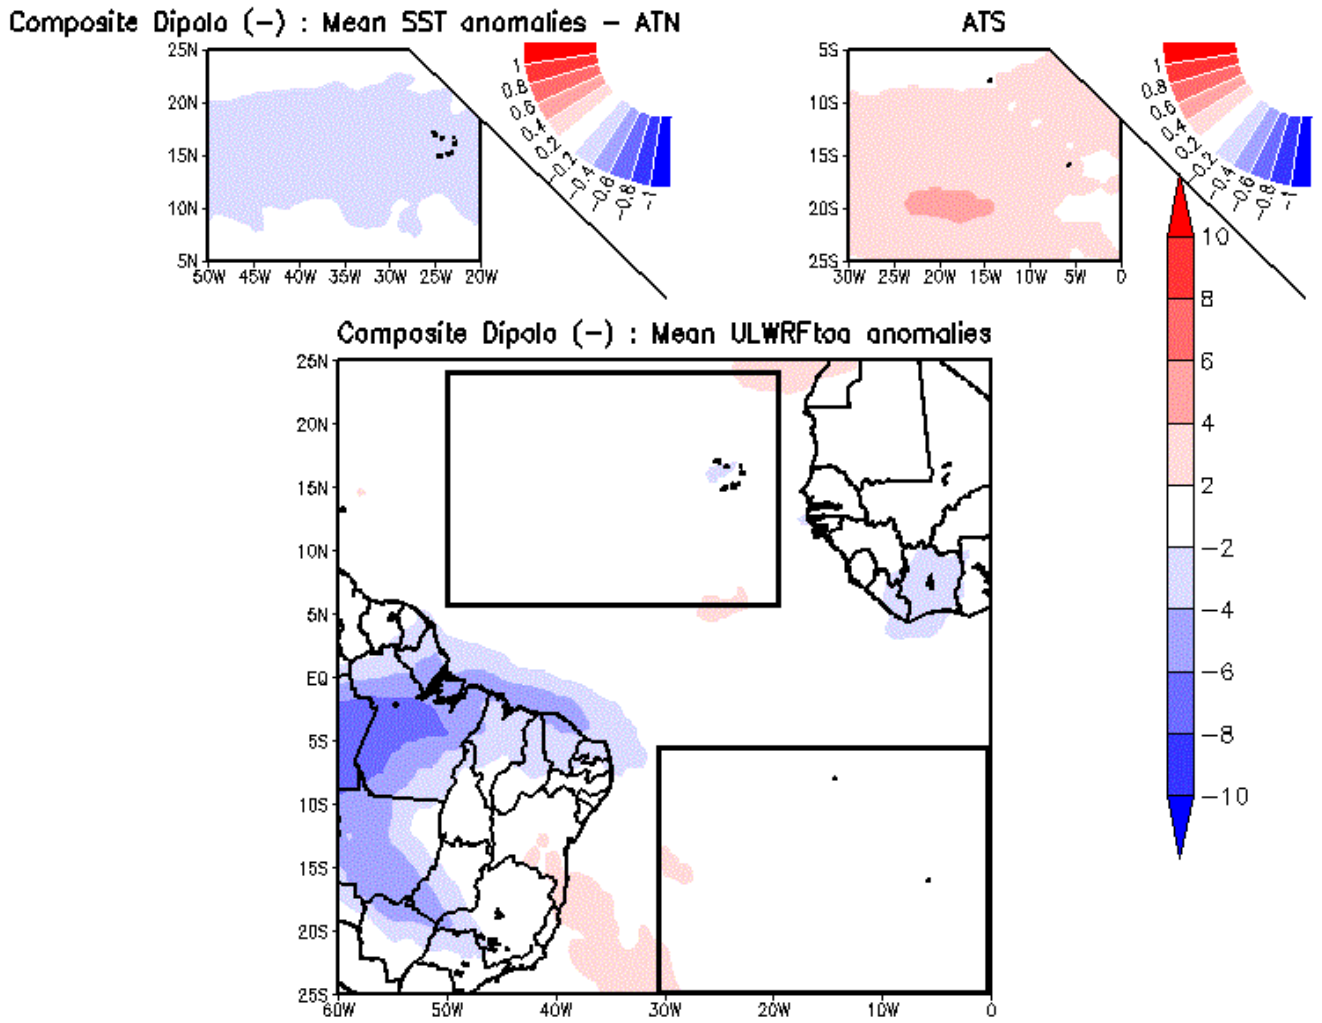 Composite Dipolo (−) : Mean SST anomalies − ATN
ATS
25N
20N
15N
10N
5N
50W 45W 40W 35W 30W 25W 20W
1
0.8
0.6
0.4
0.2
−0.2
−0.4
−0.6
−0.8
−1
5S
10S
15S
20S
25S
30W 25W 20W 15W 10W 5W 0
1
0.8
0.6
0.4
0.2
−0.2
−0.4
−0.6
−0.8
−1
Composite Dipolo (−) : Mean ULWRFtoa anomalies
25N
20N
15N
10N
5N
EQ
5S
10S
15S
20S
25S
60W 50W 40W 30W 20W 10W 0
10
8
6
4
2
−2
−4
−6
−8
−10